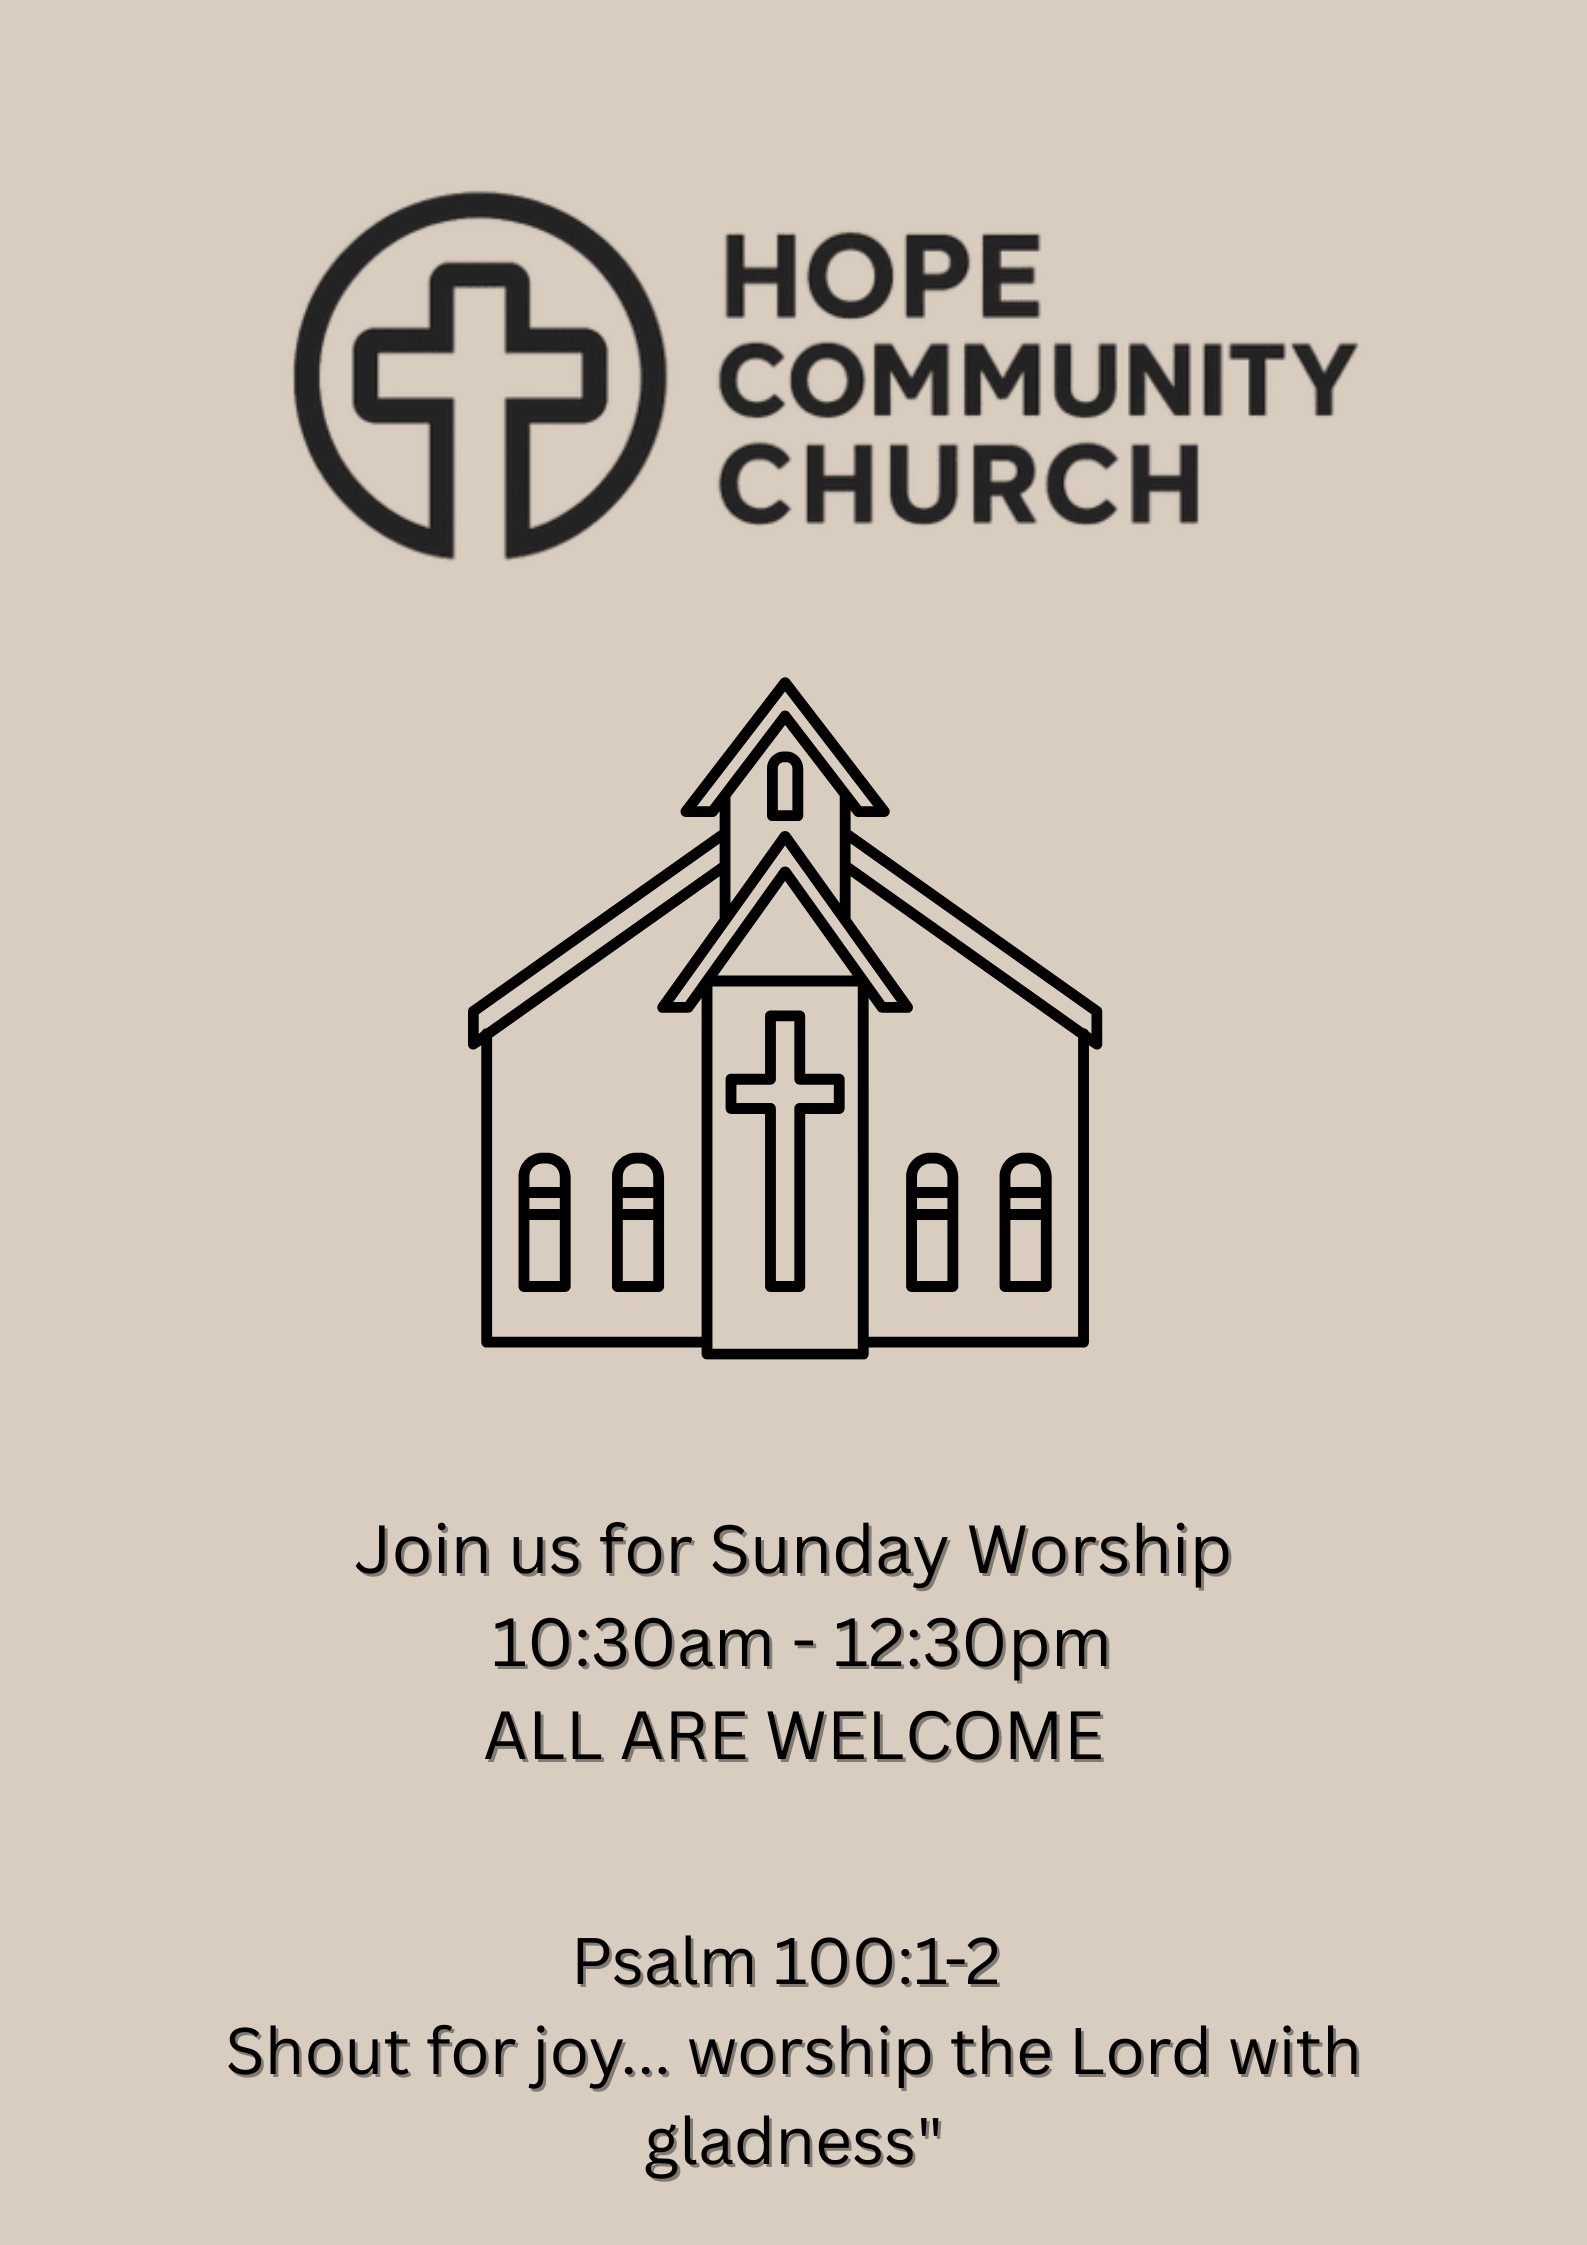 HOPE
COMMUNITY
CHURCH
Join us for Sunday Worship
10:30am - 12:30pm
ALL ARE WELCOME
Psalm 100:1-2
Shout for joy... worship the Lord with
gladness"